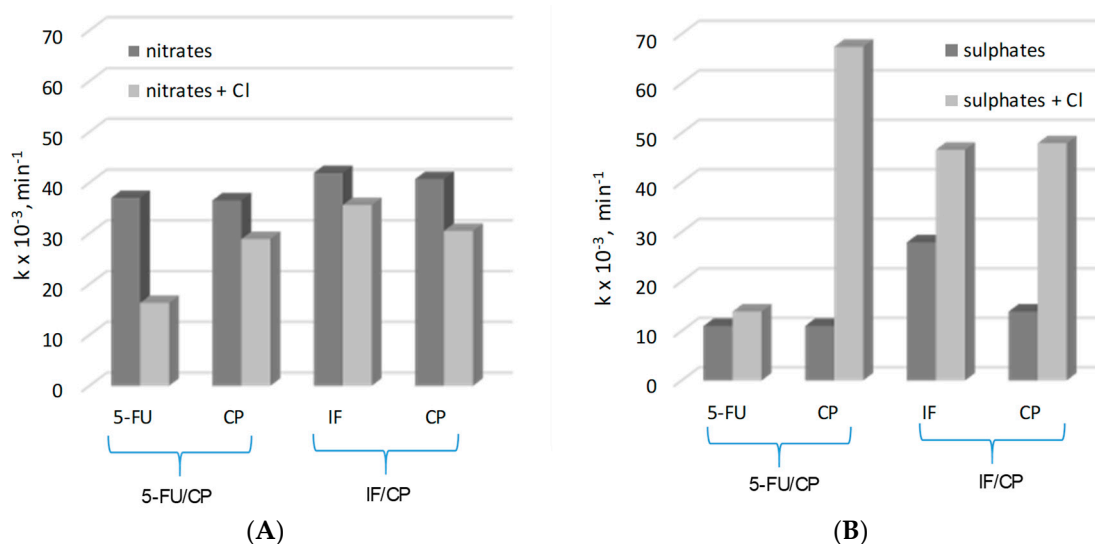 70
60
50
40
30
20
10
0
k x 10⁻³, min⁻¹
nitrates
nitrates + Cl
5-FU CP IF CP
5-FU/CP IF/CP
(A)
70
60
50
40
30
20
10
0
k x 10⁻³, min⁻¹
sulphates
sulphates + Cl
5-FU CP IF CP
5-FU/CP IF/CP
(B)